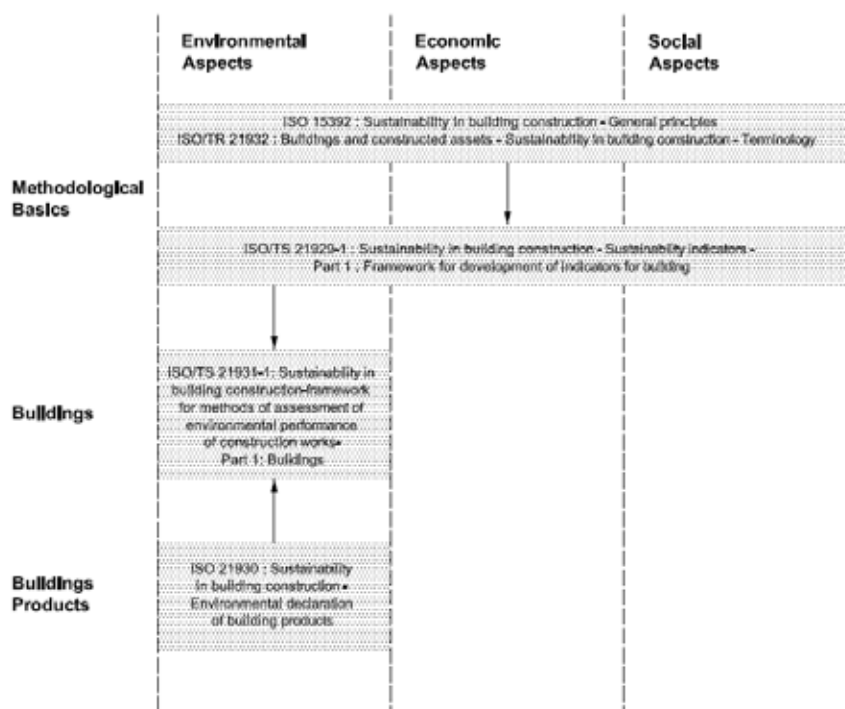 Environmental
Aspects
Economic
Aspects
Social
Aspects
ISO 15392 : Sustainability in building construction - General principles
ISO/TR 21932 : Buildings and constructed assets - Sustainability in building construction - Terminology
Methodological
Basics
ISO/TS 21929-1 : Sustainability in building construction - Sustainability indicators -
Part 1 : Framework for development of indicators for building
Buildings
ISO/TS 21931-1: Sustainability in
building construction-framework
for methods of assessment of
environmental performance
of construction works-
Part 1: Buildings
Buildings
Products
ISO 21930 : Sustainability
in building construction -
Environmental declaration
of building products